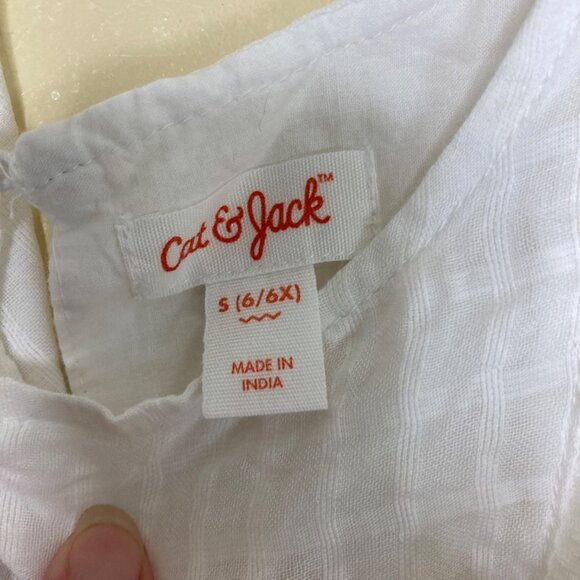 Cat & Jack™
S (6/6X)
MADE IN
INDIA